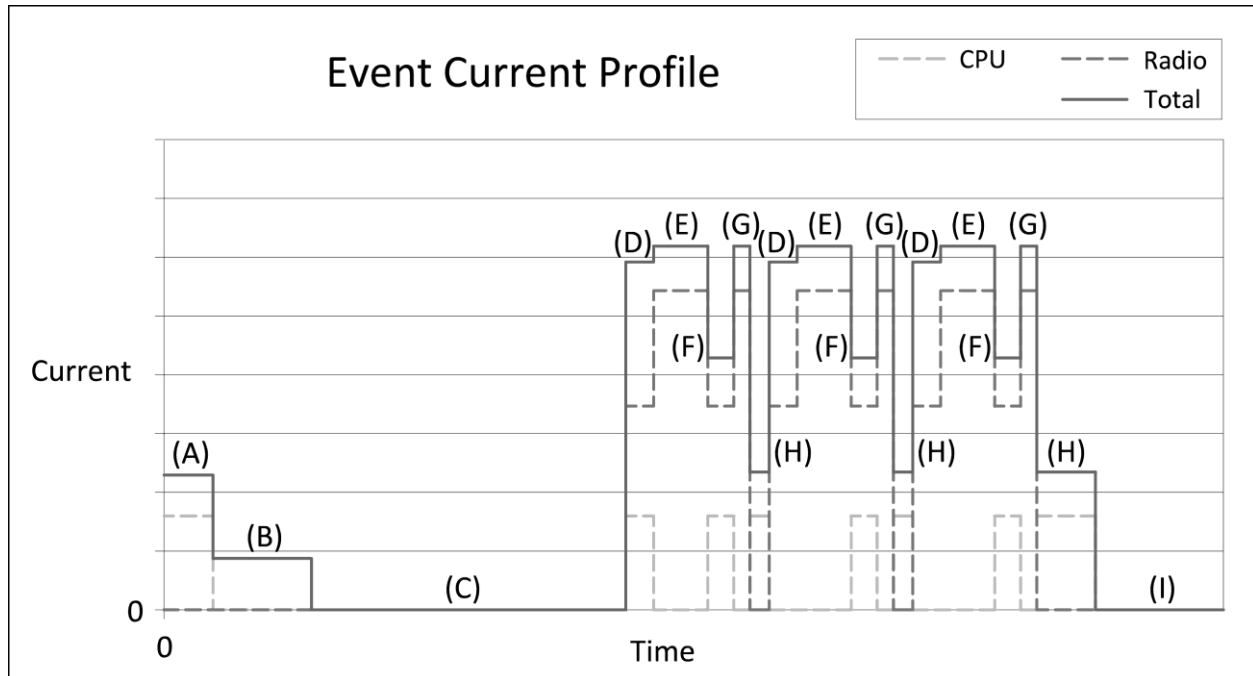 Event Current Profile
CPU
Radio
Total
(E)
(G)
(E)
(G)
(E)
(G)
(D)
(D)
(D)
(F)
(F)
(F)
Current
(A)
(H)
(H)
(H)
(B)
(C)
(I)
0
0
Time